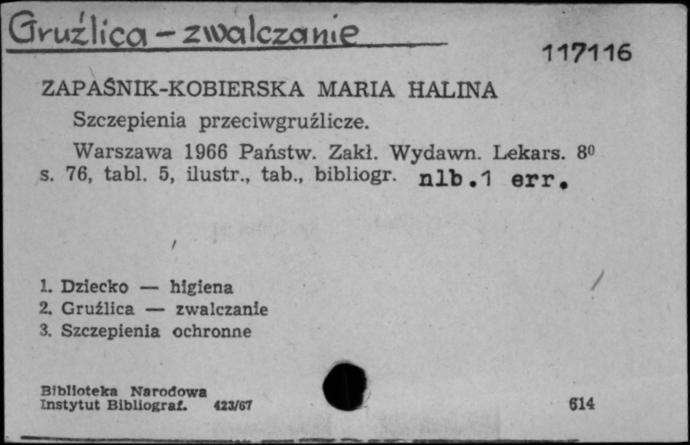 Gruźlica – zwalczanie
117116
ZAPAŚNIK-KOBIERSKA MARIA HALINA
Szczepienia przeciwgruźlicze.
Warszawa 1966 Państw. Zakł. Wydawn. Lekars. 8⁰
s. 76, tabl. 5, ilustr., tab., bibliogr. nlb.1 err.
1. Dziecko — higiena
2. Gruźlica — zwalczanie
3. Szczepienia ochronne
Biblioteka Narodowa
Instytut Bibliograf. 423/67
614